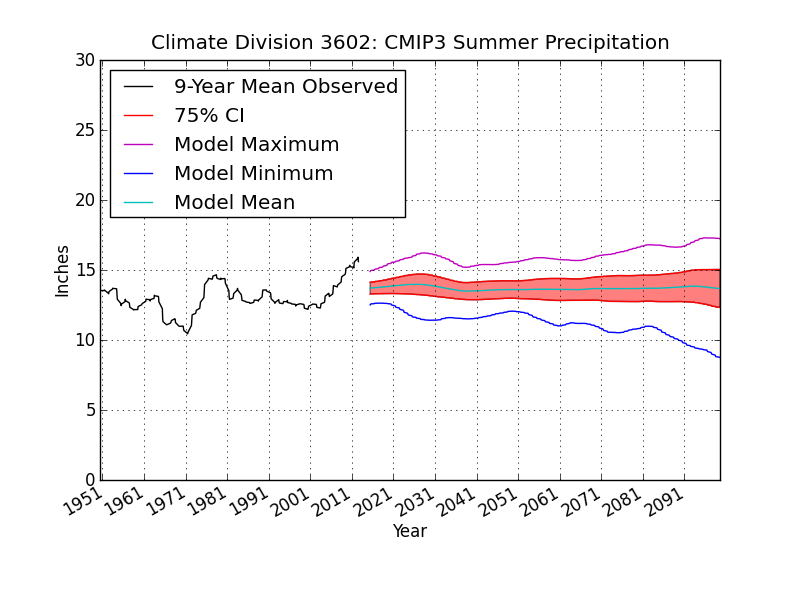 Climate Division 3602: CMIP3 Summer Precipitation
30
25
20
15
10
5
0
Inches
9-Year Mean Observed
75% CI
Model Maximum
Model Minimum
Model Mean
1951 1961 1971 1981 1991 2001 2011 2021 2031 2041 2051 2061 2071 2081 2091
Year